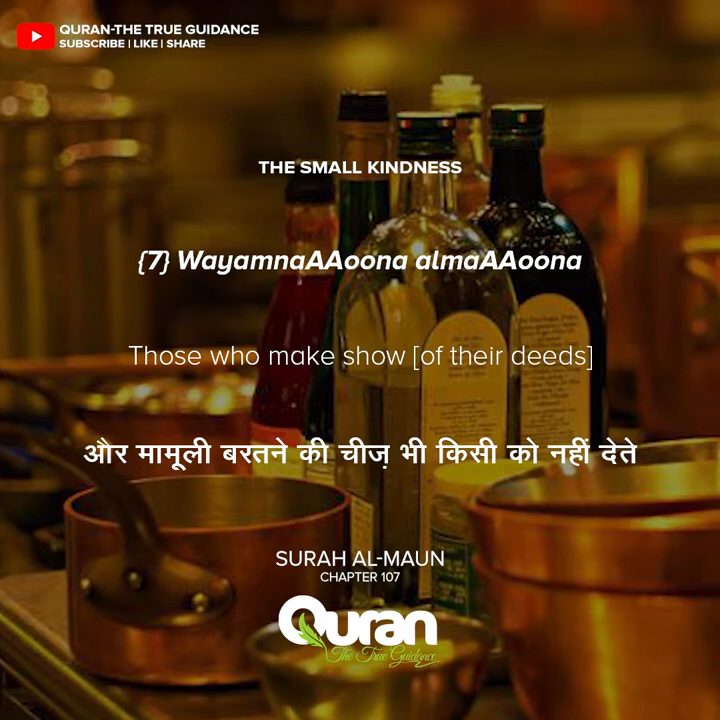 QURAN-THE TRUE GUIDANCE
SUBSCRIBE | LIKE | SHARE
THE SMALL KINDNESS
{7} WayamnaAAoona almaAAoona
Those who make show [of their deeds]
और मामूली बरतने की चीज़ भी किसी को नहीं देते
SURAH AL-MAUN
CHAPTER 107
Quran
The True Guidance